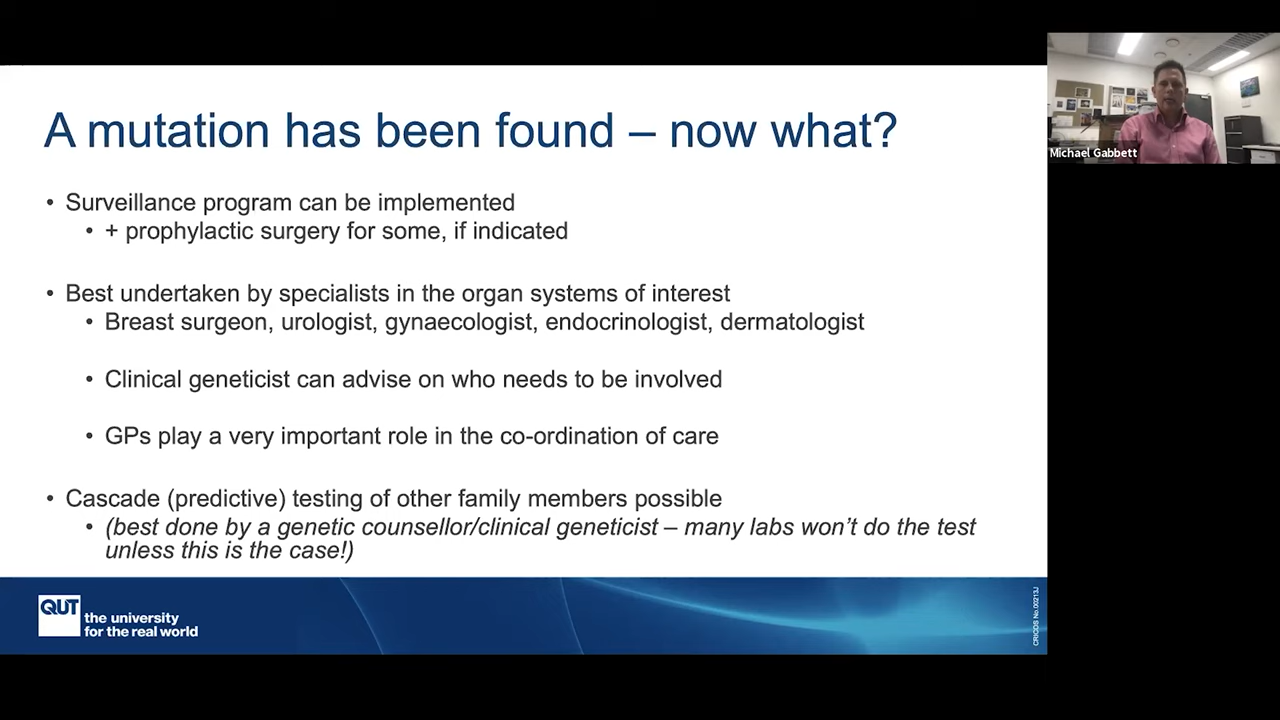 A mutation has been found – now what?
• Surveillance program can be implemented
• + prophylactic surgery for some, if indicated
• Best undertaken by specialists in the organ systems of interest
• Breast surgeon, urologist, gynaecologist, endocrinologist, dermatologist
• Clinical geneticist can advise on who needs to be involved
• GPs play a very important role in the co-ordination of care
• Cascade (predictive) testing of other family members possible
• (best done by a genetic counsellor/clinical geneticist – many labs won't do the test
unless this is the case!)
QUT
the university
for the real world
CRICOS No.00213J
Michael Gabbett